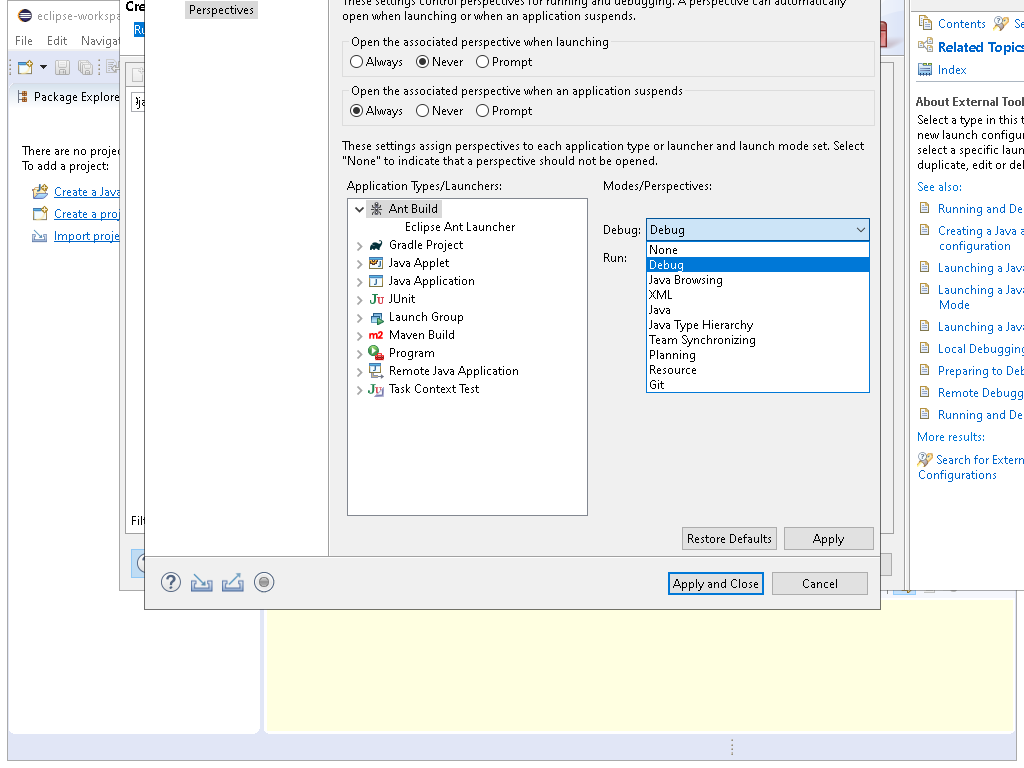 eclipse-workspa
Cre
File Edit Navigat
Package Explore
There are no projec
To add a project:
Create a Java
Create a proj
Import proje
Perspectives
These settings control perspectives for running and debugging. A perspective can automatically
open when launching or when an application suspends.
Open the associated perspective when launching
Always Never Prompt
Open the associated perspective when an application suspends
Always Never Prompt
These settings assign perspectives to each application type or launcher and launch mode set. Select
"None" to indicate that a perspective should not be opened.
Application Types/Launchers:
Ant Build
Eclipse Ant Launcher
Gradle Project
Java Applet
Java Application
JUnit
Launch Group
Maven Build
Program
Remote Java Application
Task Context Test
Modes/Perspectives:
Debug: Debug
Run:
None
Debug
Java Browsing
XML
Java
Java Type Hierarchy
Team Synchronizing
Planning
Resource
Git
Restore Defaults Apply
Apply and Close Cancel
Filt
Contents Se
Related Topics
Index
About External Tool
Select a type in this t
new launch configur
select a specific laun
duplicate, edit or del
See also:
Running and De
Creating a Java a
configuration
Launching a Java
Launching a Java
Mode
Launching a Java
Local Debugging
Preparing to Deb
Remote Debugg
Running and De
More results:
Search for Extern
Configurations